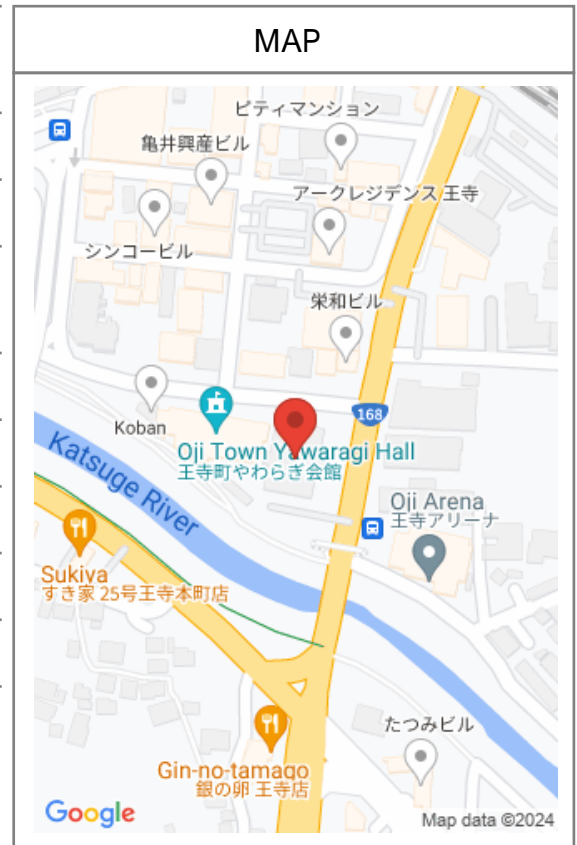 MAP
ピティマンション
亀井興産ビル
アークレジデンス 王寺
シンコービル
栄和ビル
Koban
168
Oji Town Yawaragi Hall
王寺町やわらぎ会館
Katsuge River
Oji Arena
王寺アリーナ
Sukiya
すき家 25号王寺本町店
たつみビル
Gin-no-tamago
銀の卵 王寺店
Google
Map data ©2024